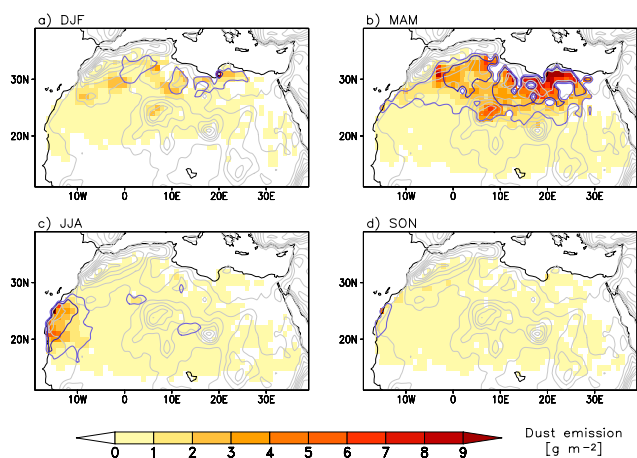 a) DJF
b) MAM
30N
20N
30N
20N
10W 0 10E 20E 30E
10W 0 10E 20E 30E
c) JJA
d) SON
30N
20N
30N
20N
10W 0 10E 20E 30E
10W 0 10E 20E 30E
0 1 2 3 4 5 6 7 8 9
Dust emission
[g m⁻²]